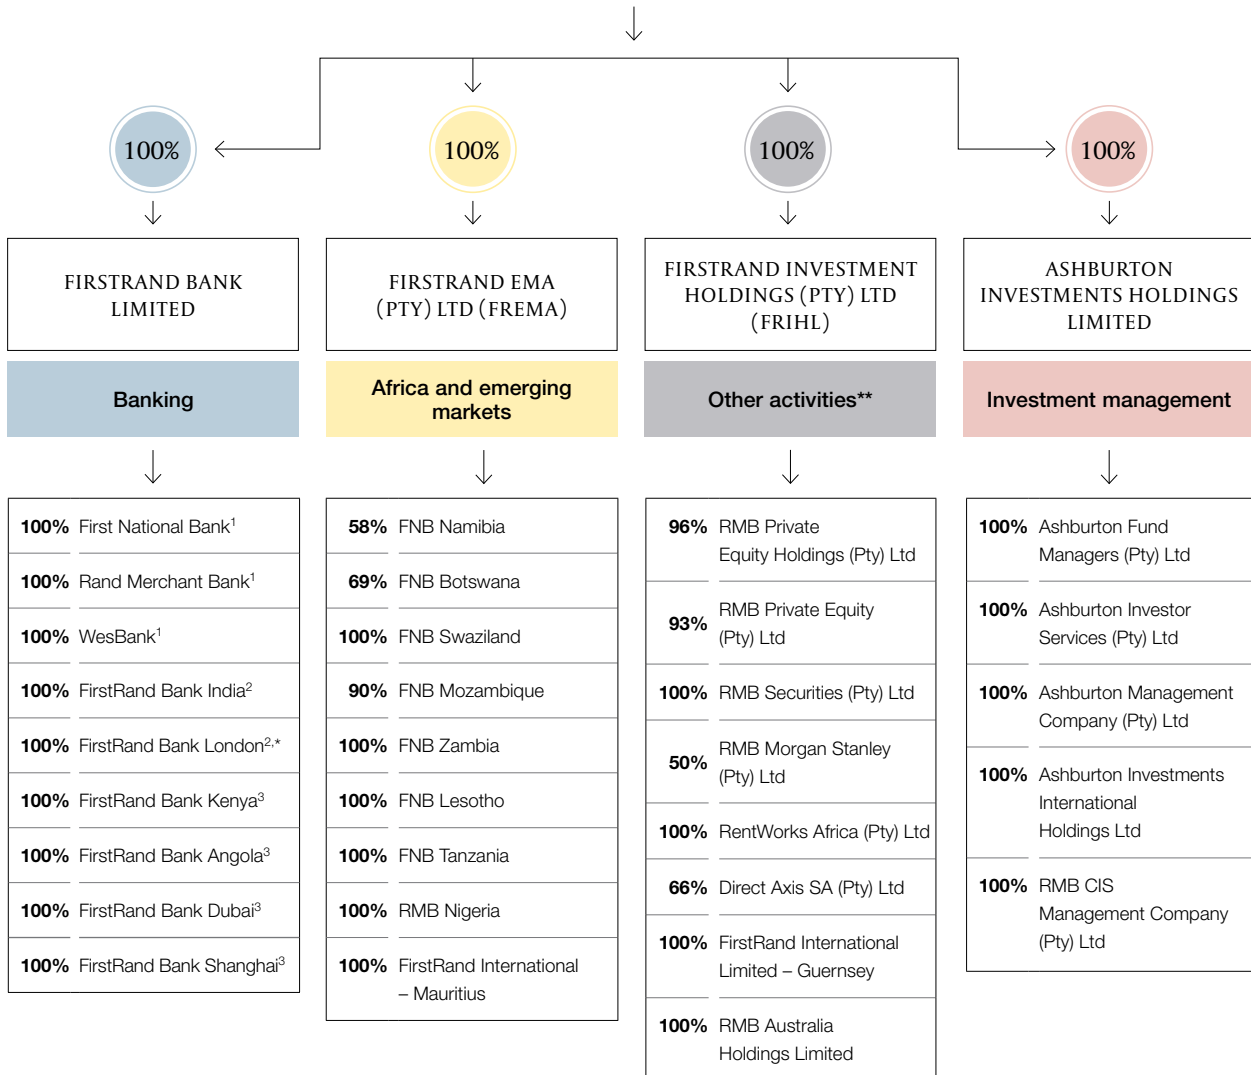 100%
100%
100%
100%
FIRSTRAND BANK
LIMITED
FIRSTRAND EMA
(PTY) LTD (FREMA)
FIRSTRAND INVESTMENT
HOLDINGS (PTY) LTD
(FRIHL)
ASHBURTON
INVESTMENTS HOLDINGS
LIMITED
Banking
Africa and emerging
markets
Other activities**
Investment management
100% First National Bank¹
100% Rand Merchant Bank¹
100% WesBank¹
100% FirstRand Bank India²
100% FirstRand Bank London²,*
100% FirstRand Bank Kenya³
100% FirstRand Bank Angola³
100% FirstRand Bank Dubai³
100% FirstRand Bank Shanghai³
58% FNB Namibia
69% FNB Botswana
100% FNB Swaziland
90% FNB Mozambique
100% FNB Zambia
100% FNB Lesotho
100% FNB Tanzania
100% RMB Nigeria
100% FirstRand International
– Mauritius
96% RMB Private
Equity Holdings (Pty) Ltd
93% RMB Private Equity
(Pty) Ltd
100% RMB Securities (Pty) Ltd
50% RMB Morgan Stanley
(Pty) Ltd
100% RentWorks Africa (Pty) Ltd
66% Direct Axis SA (Pty) Ltd
100% FirstRand International
Limited – Guernsey
100% RMB Australia
Holdings Limited
100% Ashburton Fund
Managers (Pty) Ltd
100% Ashburton Investor
Services (Pty) Ltd
100% Ashburton Management
Company (Pty) Ltd
100% Ashburton Investments
International
Holdings Ltd
100% RMB CIS
Management Company
(Pty) Ltd